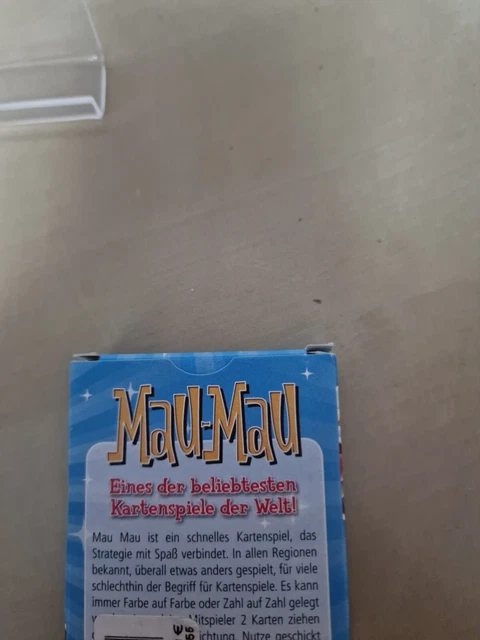 Mau-Mau
Eines der beliebtesten
Kartenspiele der Welt!
Mau Mau ist ein schnelles Kartenspiel, das
Strategie mit Spaß verbindet. In allen Regionen
bekannt, überall etwas anders gespielt, für viele
schlechthin der Begriff für Kartenspiele. Es kann
immer Farbe auf Farbe oder Zahl auf Zahl gelegt
Mitspieler 2 Karten ziehen
ichtung. Nutze geschickt
€